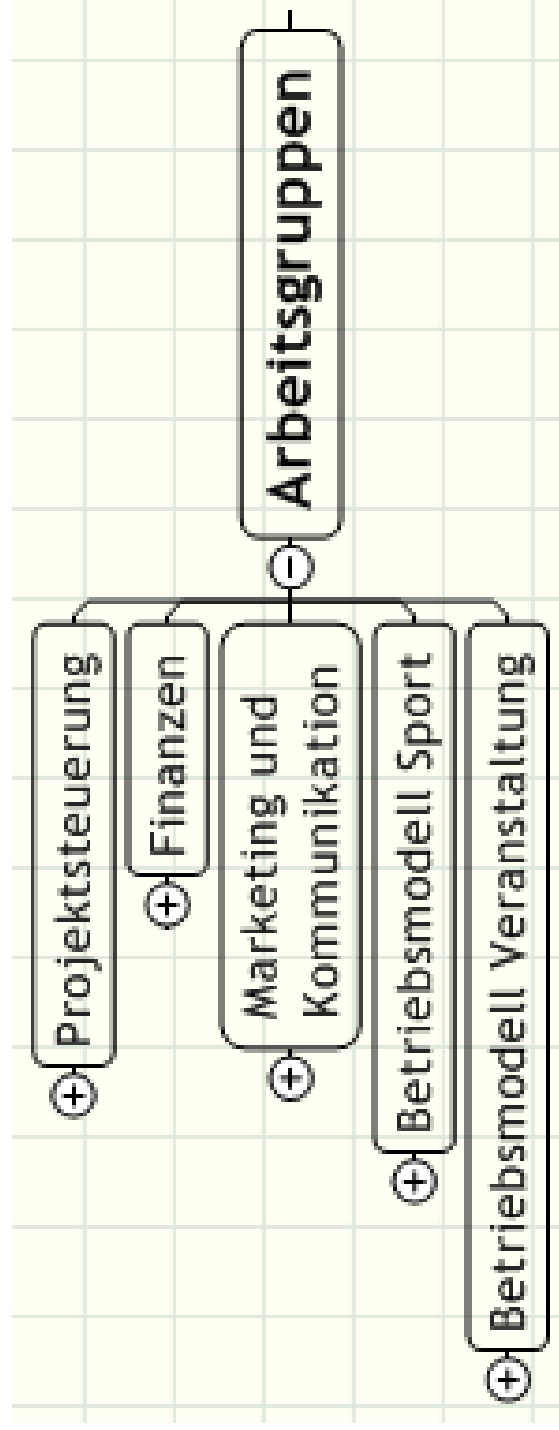 Arbeitsgruppen
Projektsteuerung
Finanzen
Marketing und
Kommunikation
Betriebsmodell Sport
Betriebsmodell Veranstaltung